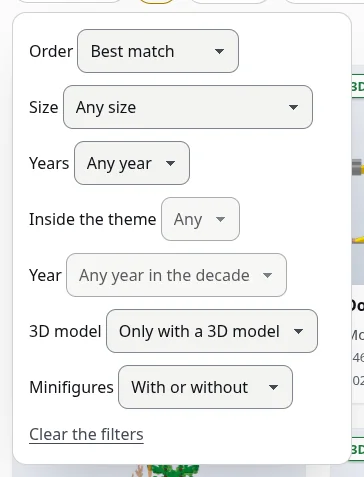 Order Best match
Size Any size
Years Any year
Inside the theme Any
Year Any year in the decade
3D model Only with a 3D model
Minifigures With or without
Clear the filters